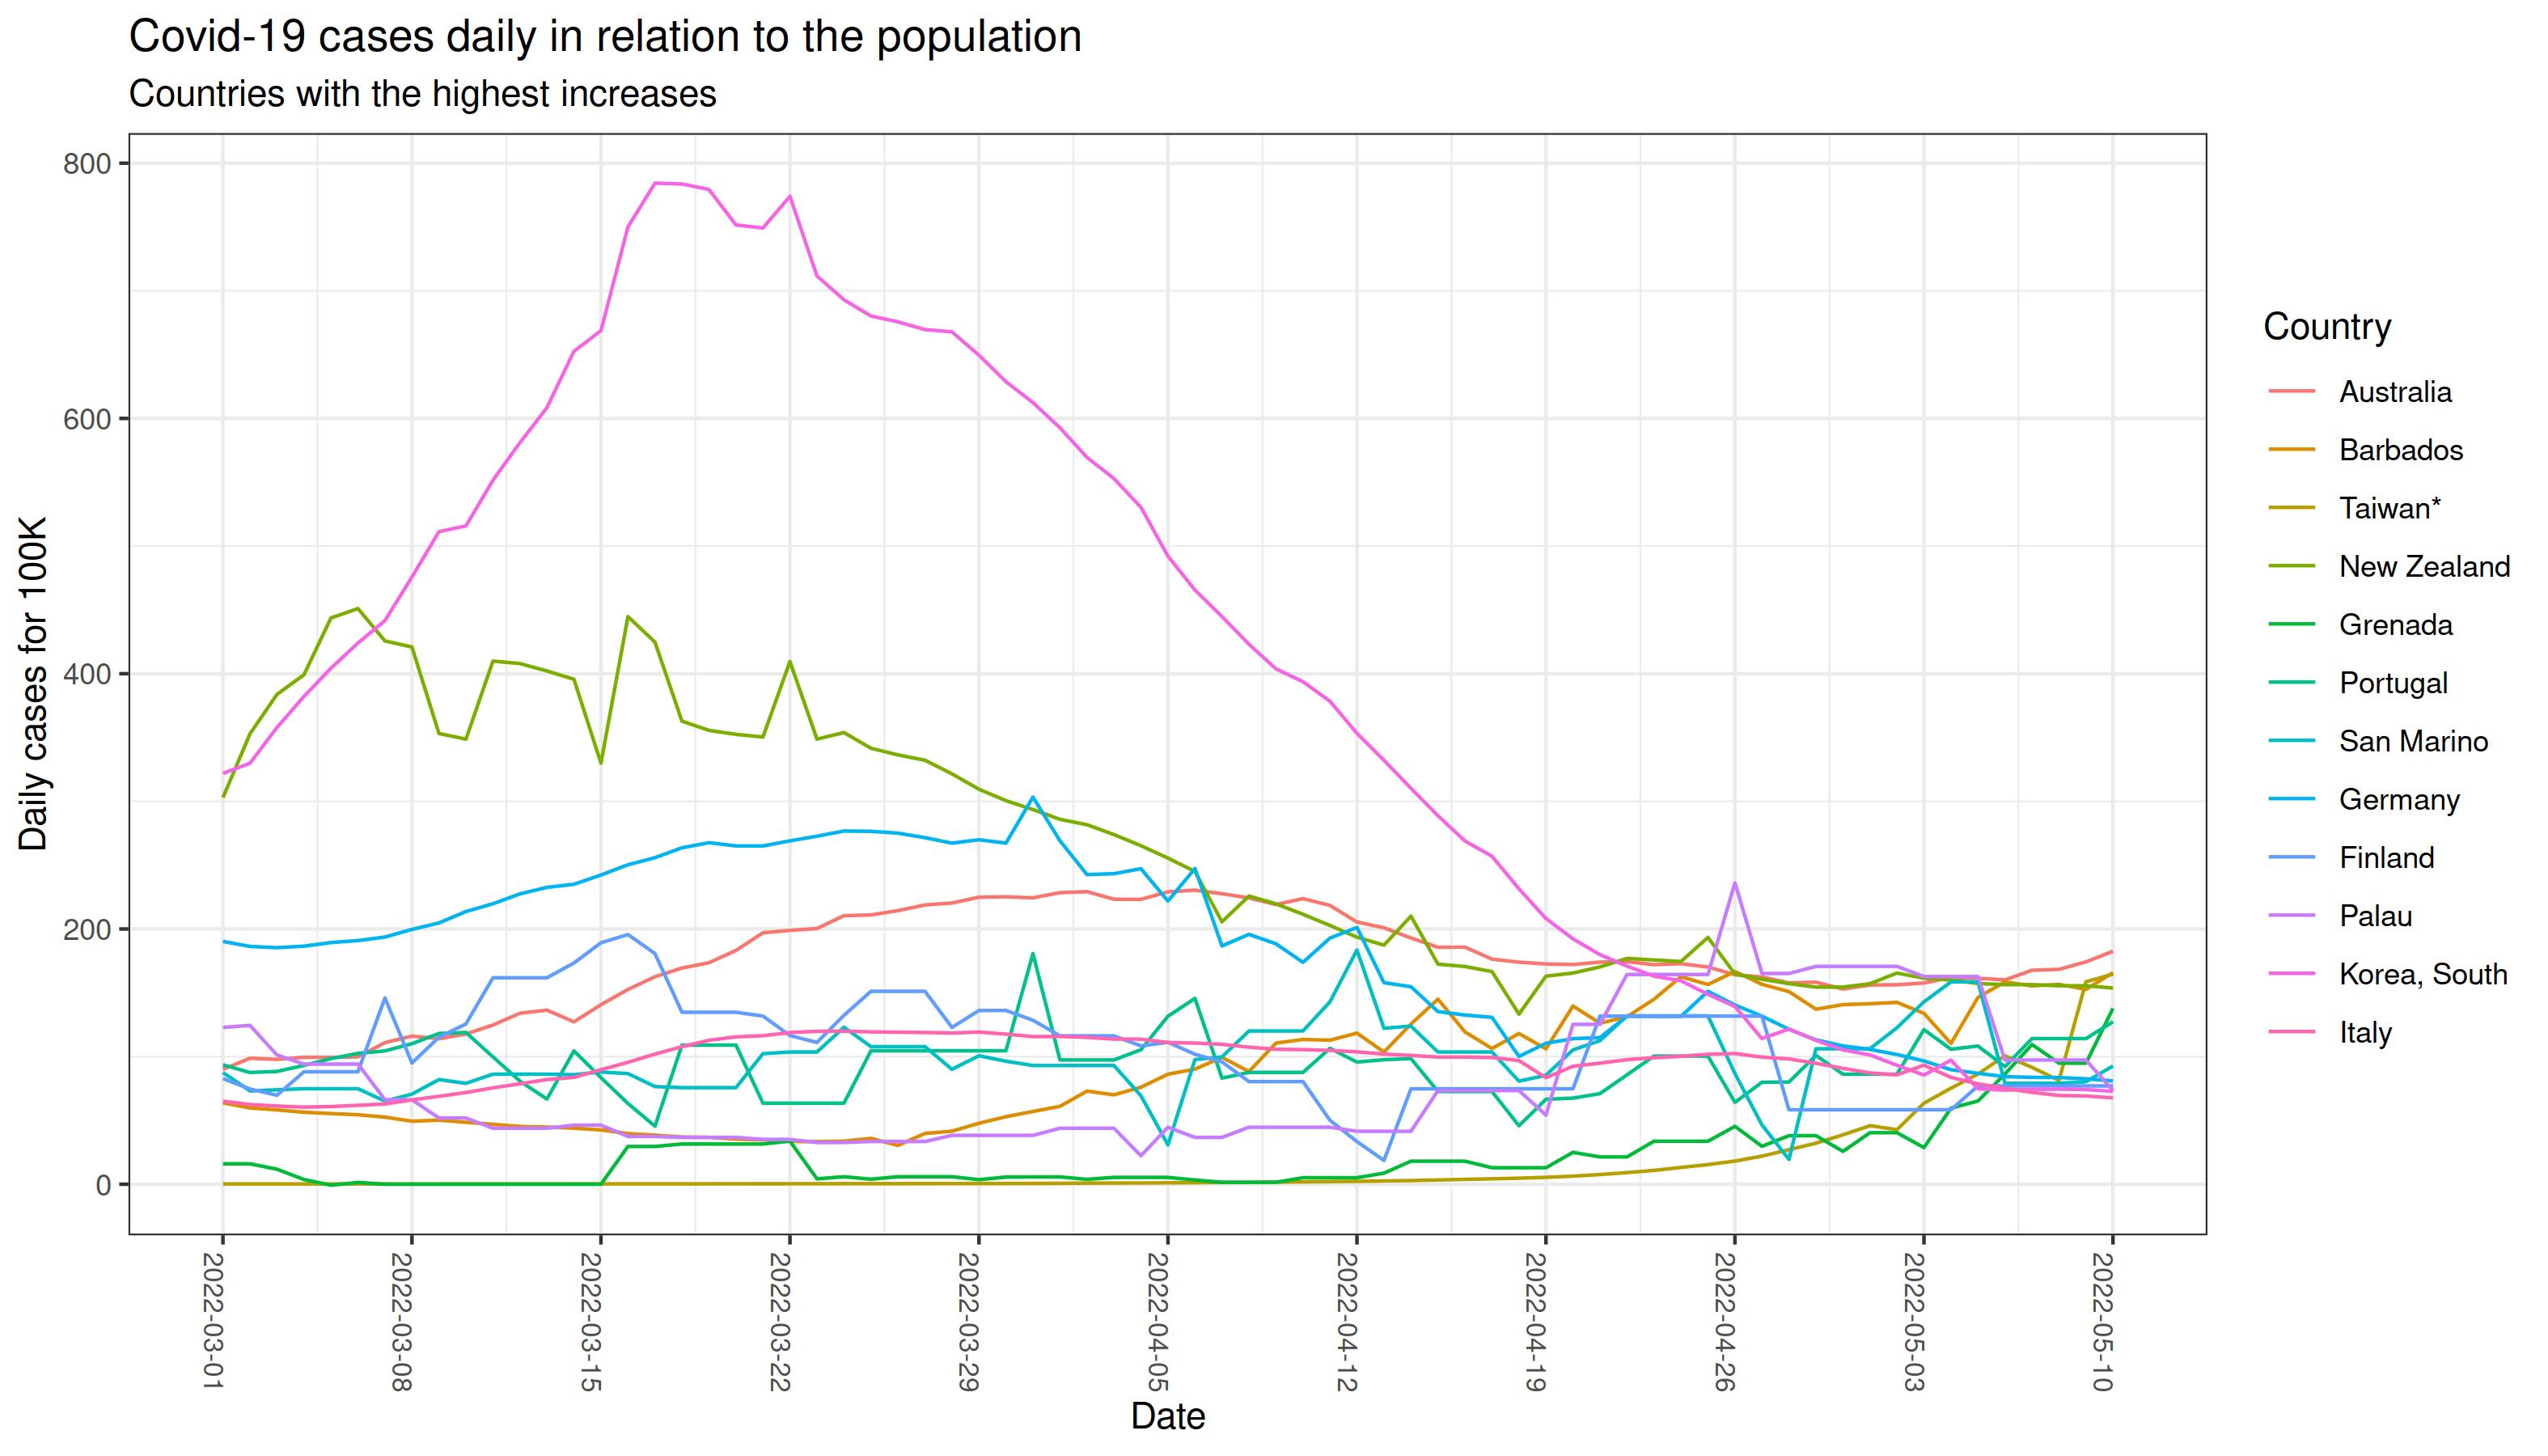 Covid-19 cases daily in relation to the population
Countries with the highest increases
Daily cases for 100K
800
600
400
200
0
2022-03-01
2022-03-08
2022-03-15
2022-03-22
2022-03-29
2022-04-05
2022-04-12
2022-04-19
2022-04-26
2022-05-03
2022-05-10
Date
Country
Australia
Barbados
Taiwan*
New Zealand
Grenada
Portugal
San Marino
Germany
Finland
Palau
Korea, South
Italy